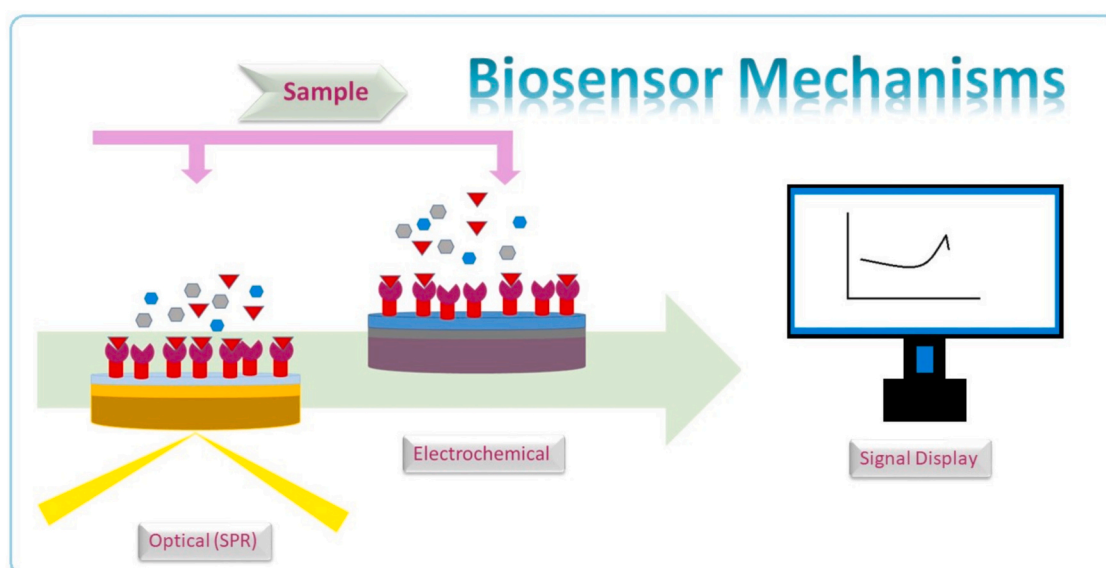 Biosensor Mechanisms
Sample
Electrochemical
Signal Display
Optical (SPR)